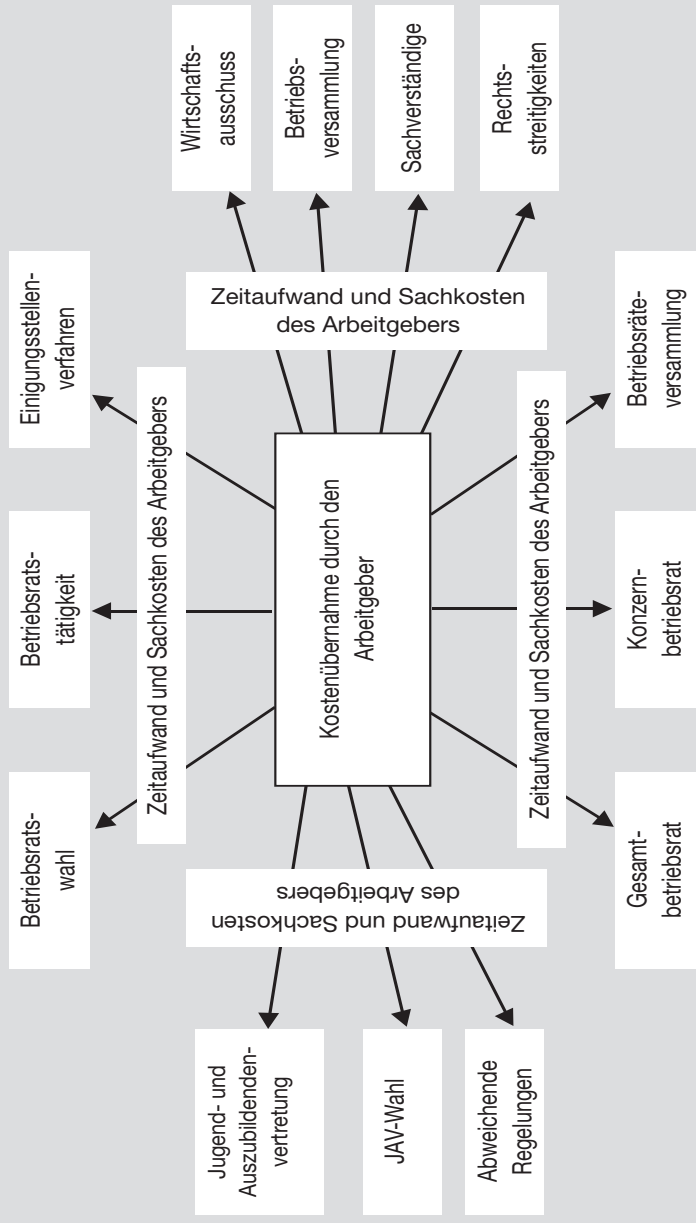 Betriebsrats-
wahl
Betriebsrats-
tätigkeit
Einigungsstellen-
verfahren
Zeitaufwand und Sachkosten des Arbeitgebers
Jugend- und
Auszubildenden-
vertretung
JAV-Wahl
Abweichende
Regelungen
Zeitaufwand und Sachkosten
des Arbeitgebers
Kostenübernahme durch den
Arbeitgeber
Zeitaufwand und Sachkosten
des Arbeitgebers
Wirtschafts-
ausschuss
Betriebs-
versammlung
Sachverständige
Rechts-
streitigkeiten
Zeitaufwand und Sachkosten des Arbeitgebers
Gesamt-
betriebsrat
Konzern-
betriebsrat
Betriebsräte-
versammlung